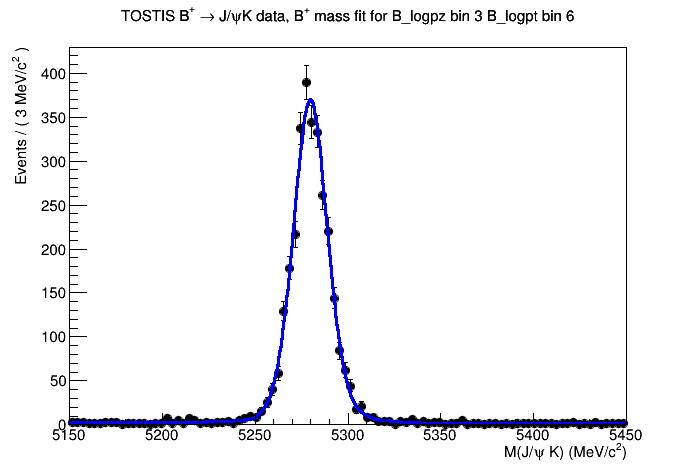 TOSTIS B⁺ → J/ψK data, B⁺ mass fit for B_logpz bin 3 B_logpt bin 6
Events / ( 3 MeV/c² )
400
350
300
250
200
150
100
50
0
5150 5200 5250 5300 5350 5400 5450
M(J/ψ K) (MeV/c²)